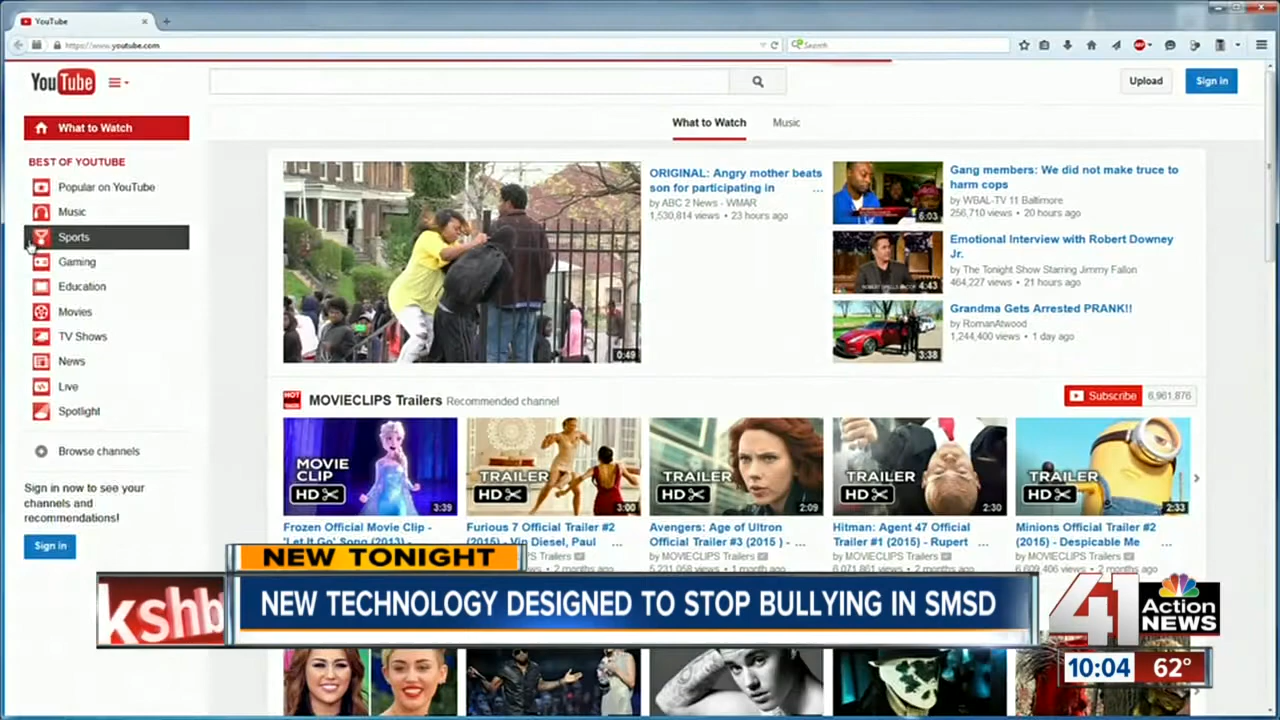 YouTube
https://www.youtube.com
Search
YouTube
Upload
Sign in
What to Watch
What to Watch
Music
BEST OF YOUTUBE
Popular on YouTube
Music
Sports
Gaming
Education
Movies
TV Shows
News
Live
Spotlight
Browse channels
Sign in now to see your
channels and
recommendations!
Sign in
ORIGINAL: Angry mother beats
son for participating in ...
by ABC 2 News - WMAR
1,530,814 views • 23 hours ago
0:49
Gang members: We did not make truce to
harm cops
by WBAL-TV 11 Baltimore
256,710 views • 20 hours ago
6:03
Emotional Interview with Robert Downey
Jr.
by The Tonight Show Starring Jimmy Fallon
464,227 views • 21 hours ago
4:43
Grandma Gets Arrested PRANK!!
by RomanAtwood
1,244,400 views • 1 day ago
3:38
MOVIECLIPS Trailers Recommended channel
Subscribe 6,961,876
MOVIE
CLIP
HD
3:39
TRAILER
HD
3:00
TRAILER
HD
2:09
TRAILER
HD
2:30
TRAILER
HD
2:33
Frozen Official Movie Clip -
'Let It Go' Song (2013) -
Furious 7 Official Trailer #2
(2015) - Vin Diesel, Paul ...
Trailers
2 months ago
Avengers: Age of Ultron
Official Trailer #3 (2015 ) - ...
by MOVIECLIPS Trailers
5,231,058 views • 1 month ago
Hitman: Agent 47 Official
Trailer #1 (2015) - Rupert
by MOVIECLIPS Trailers
6,071,861 views • 2 months ago
Minions Official Trailer #2
(2015) - Despicable Me ...
by MOVIECLIPS Trailers
6,609,406 views • 2 months ago
NEW TONIGHT
kshb
NEW TECHNOLOGY DESIGNED TO STOP BULLYING IN SMSD
41
Action
NEWS
10:04 62°